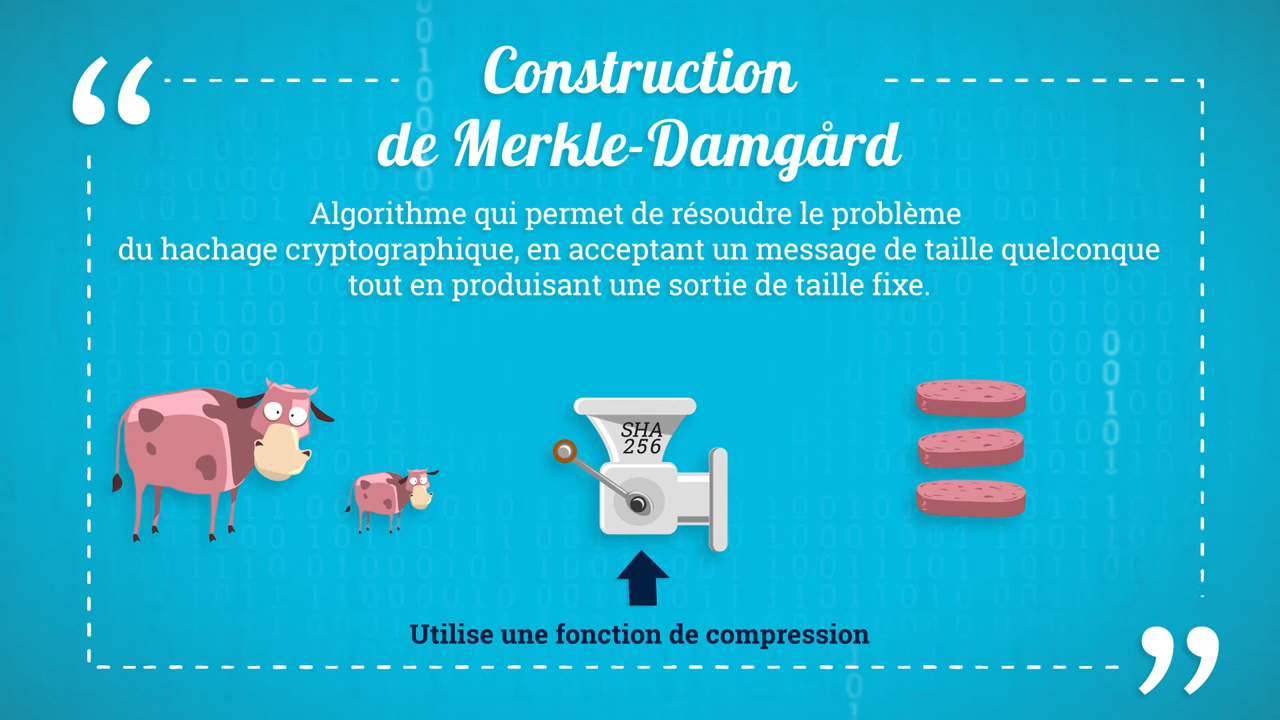 Construction
de Merkle-Damgård
Algorithme qui permet de résoudre le problème
du hachage cryptographique, en acceptant un message de taille quelconque
tout en produisant une sortie de taille fixe.
SHA
256
Utilise une fonction de compression